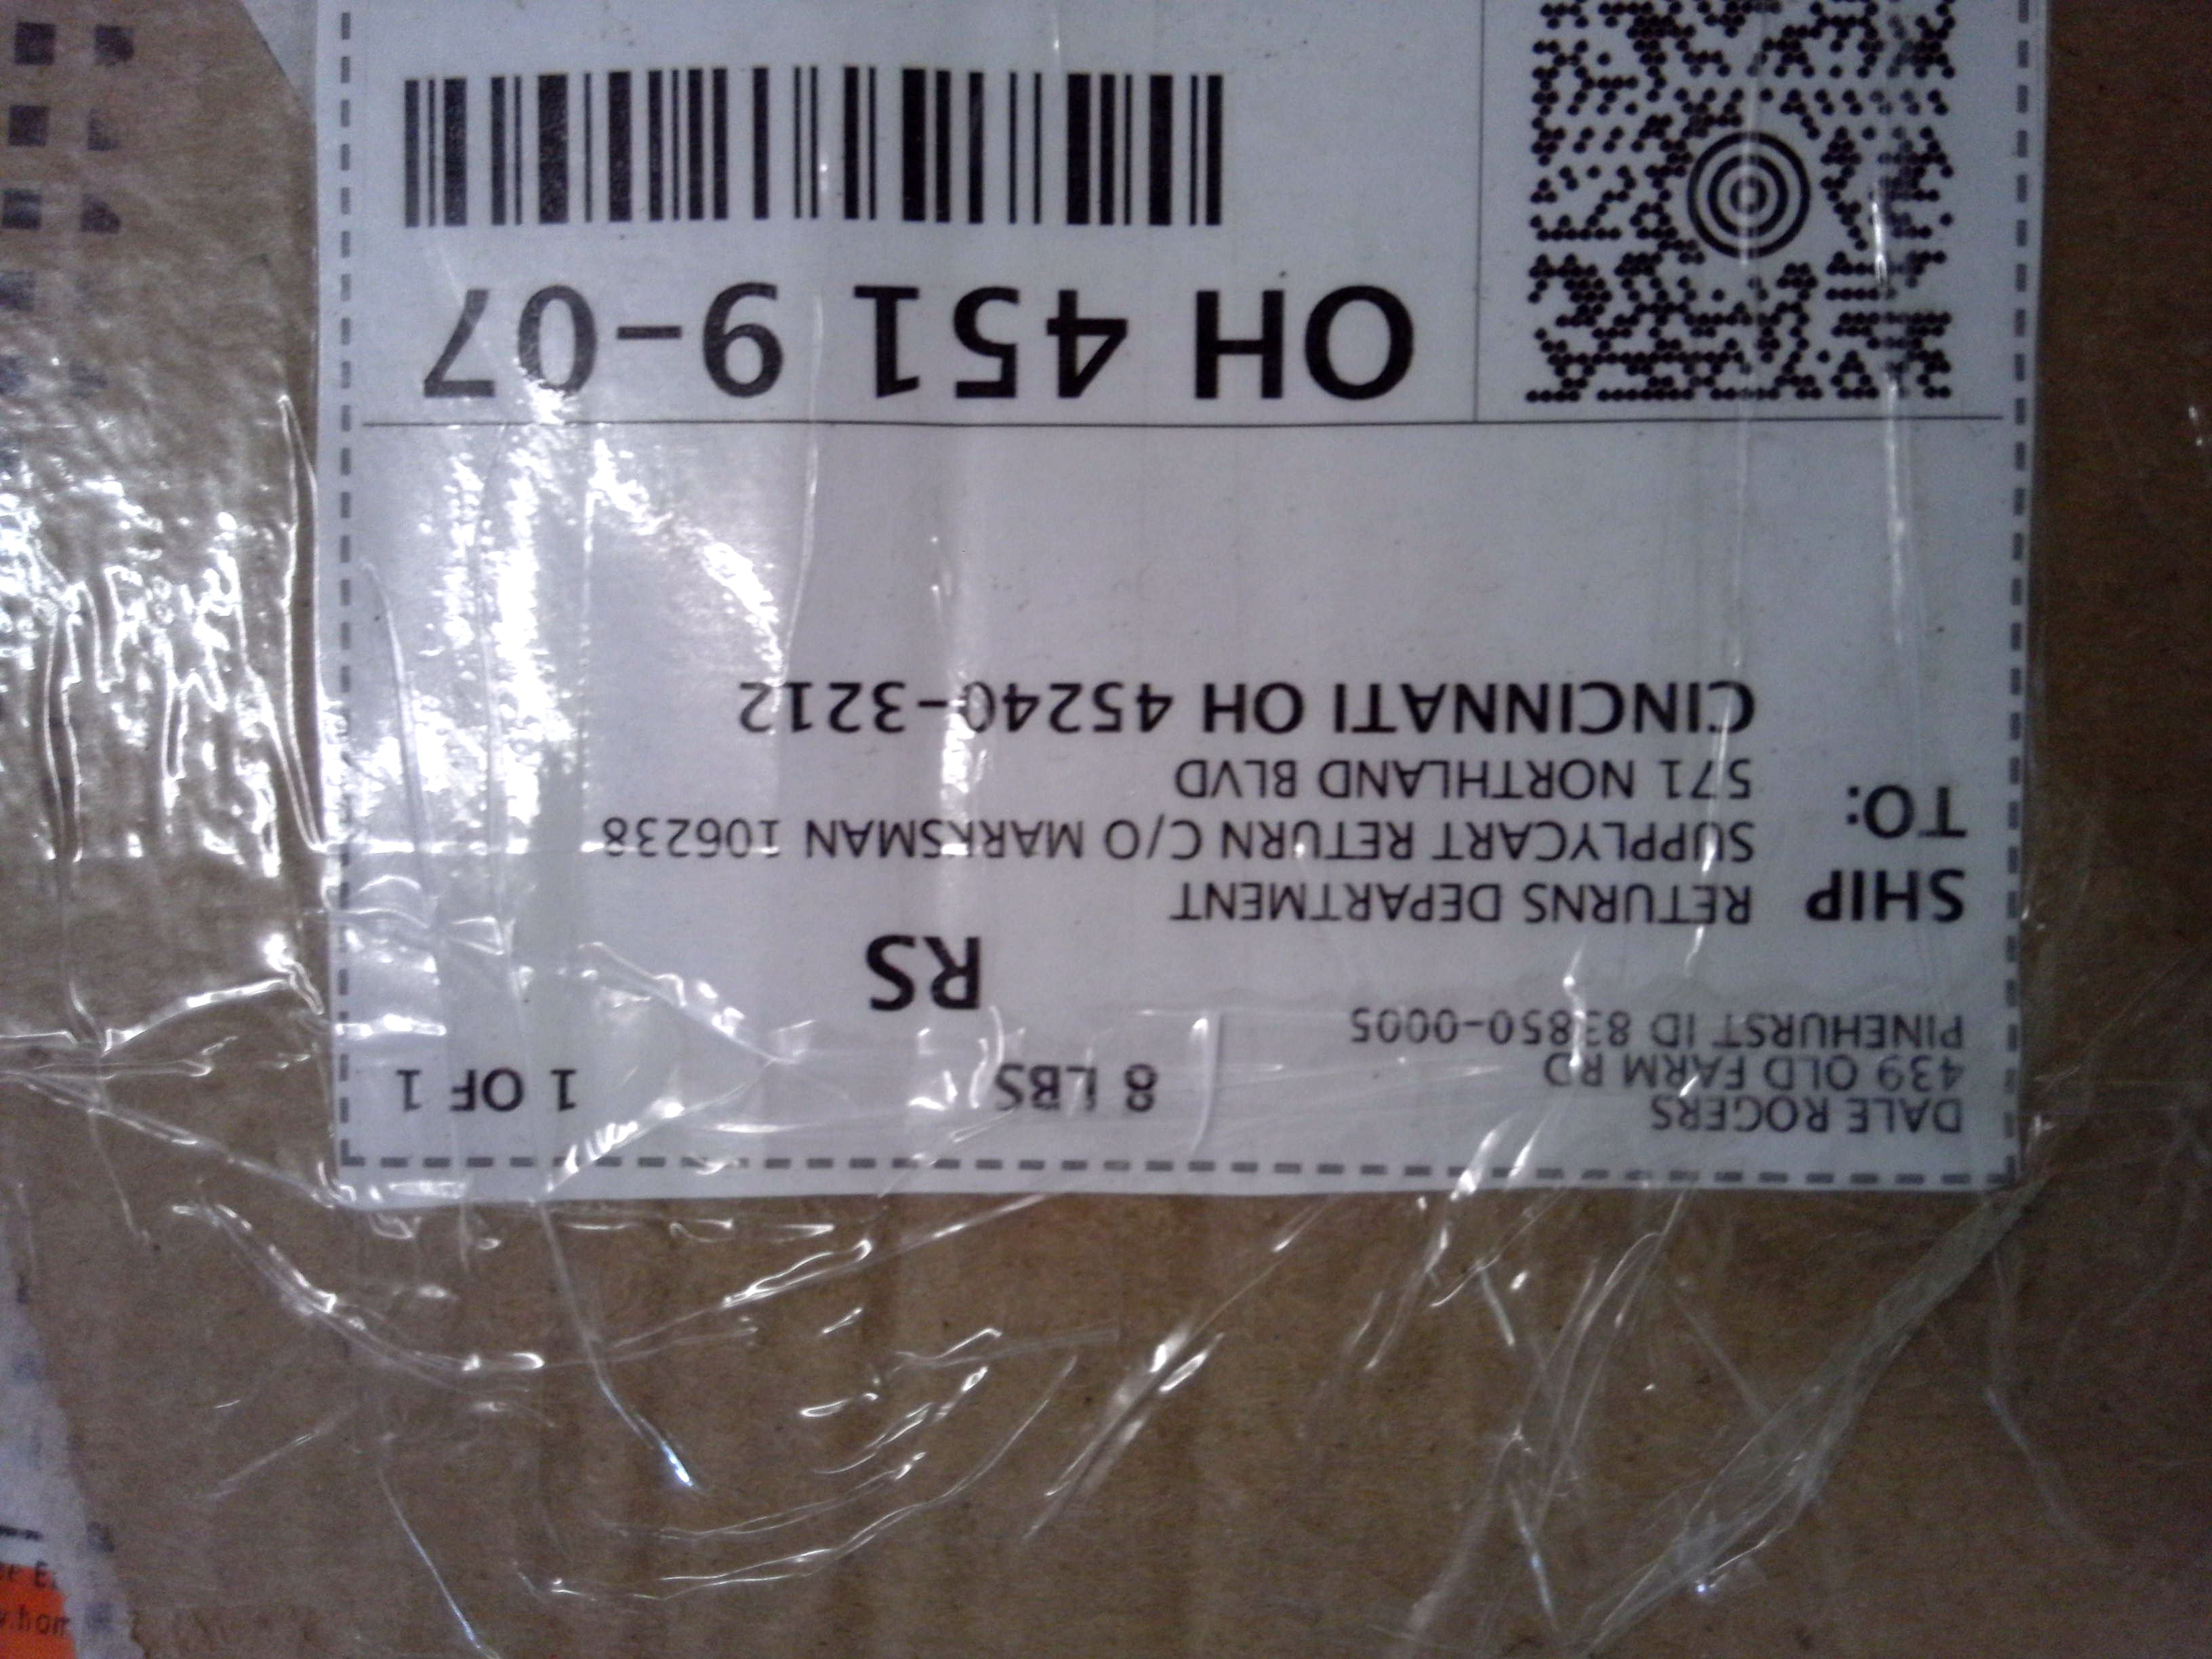 DALE ROGERS
439 OLD FARM RD
PINEHURST ID 83850-0005
8 LBS
1 OF 1
RS
SHIP TO:
RETURNS DEPARTMENT
SUPPLYCART RETURN C/O MARKSMAN 106238
571 NORTHLAND BLVD
CINCINNATI OH 45240-3212
OH 451 9-07